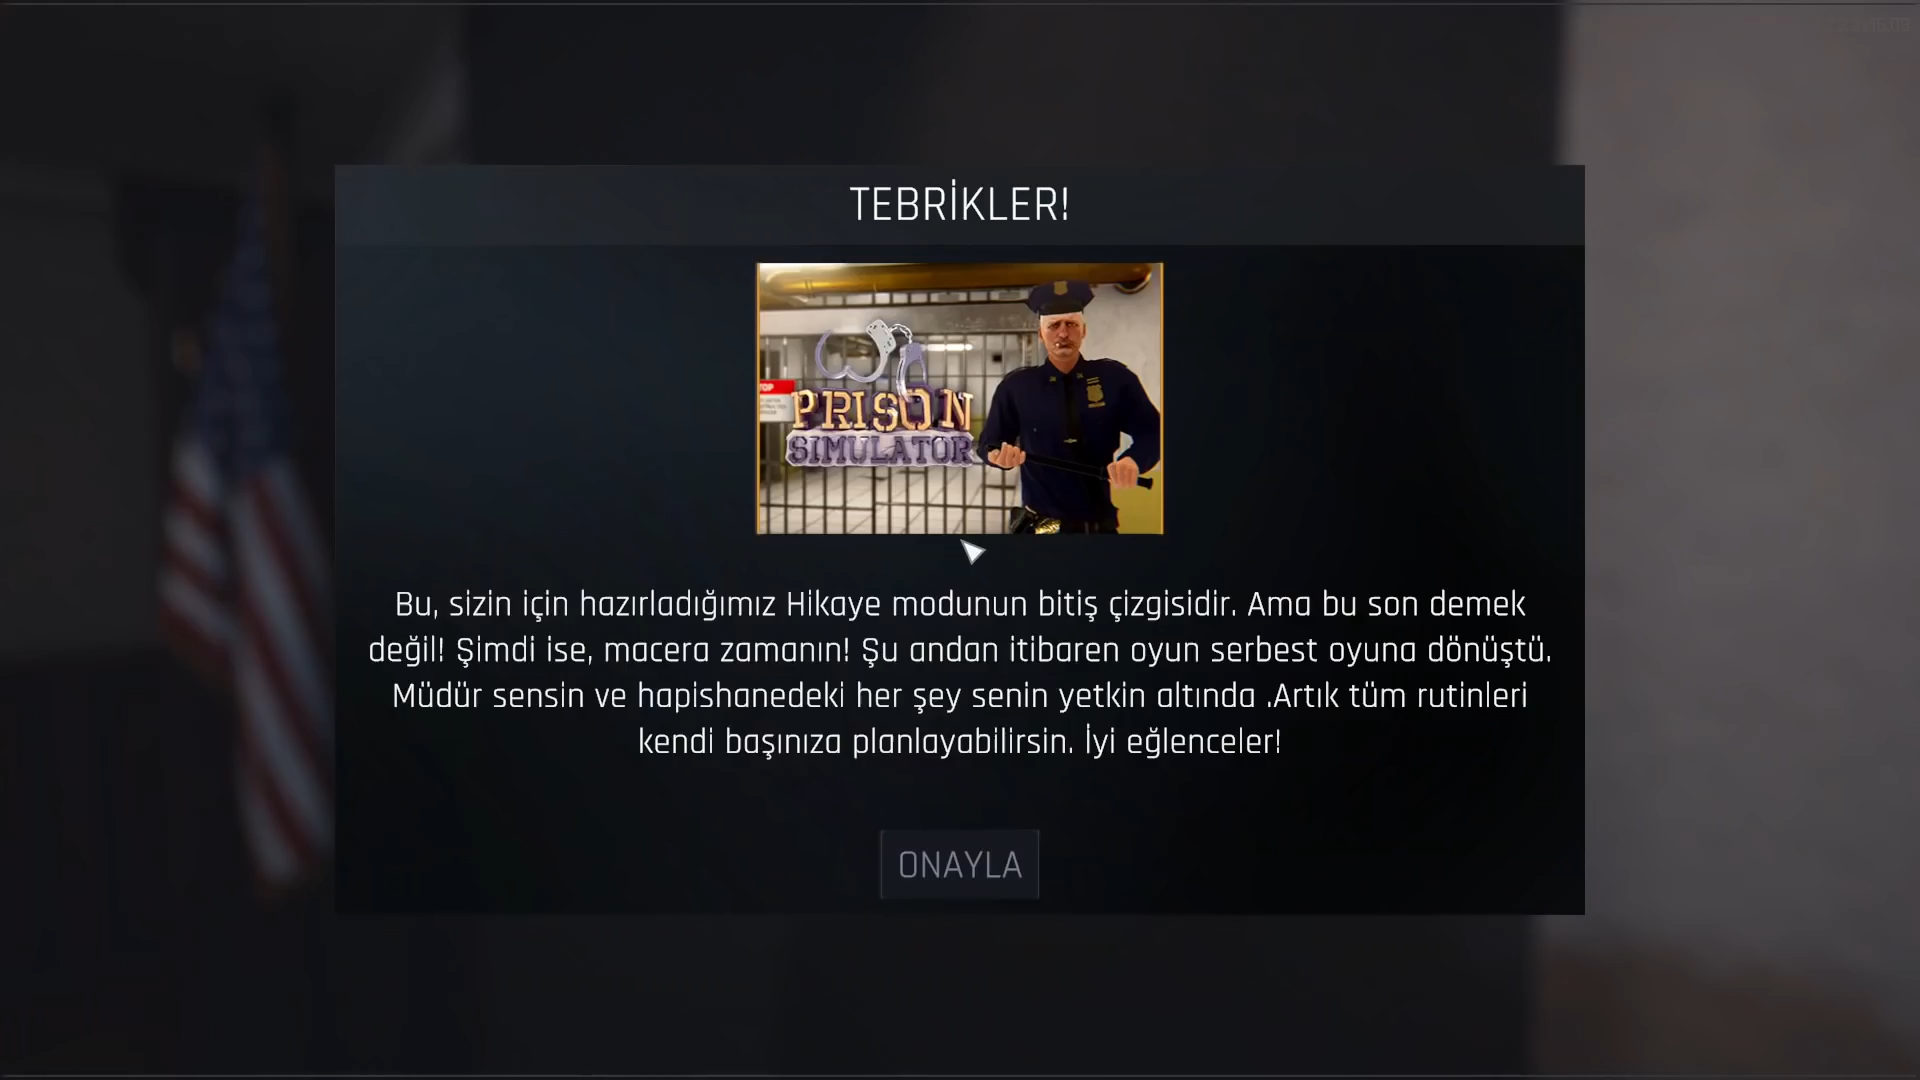 TEBRİKLER!
TOP
PRISON
SIMULATOR
Bu, sizin için hazırladığımız Hikaye modunun bitiş çizgisidir. Ama bu son demek
değil! Şimdi ise, macera zamanın! Şu andan itibaren oyun serbest oyuna dönüştü.
Müdür sensin ve hapishanedeki her şey senin yetkin altında .Artık tüm rutinleri
kendi başınıza planlayabilirsin. İyi eğlenceler!
ONAYLA